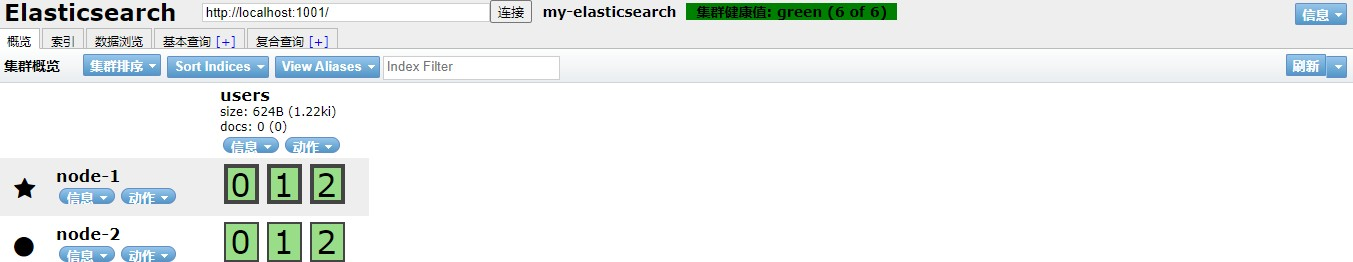 Elasticsearch http://localhost:1001/ 连接 my-elasticsearch 集群健康值: green (6 of 6) 信息
概览 索引 数据浏览 基本查询 [+] 复合查询 [+]
集群概览 集群排序 Sort Indices View Aliases Index Filter 刷新
users
size: 624B (1.22ki)
docs: 0 (0)
信息 动作
node-1 0 1 2
信息 动作
node-2 0 1 2
信息 动作